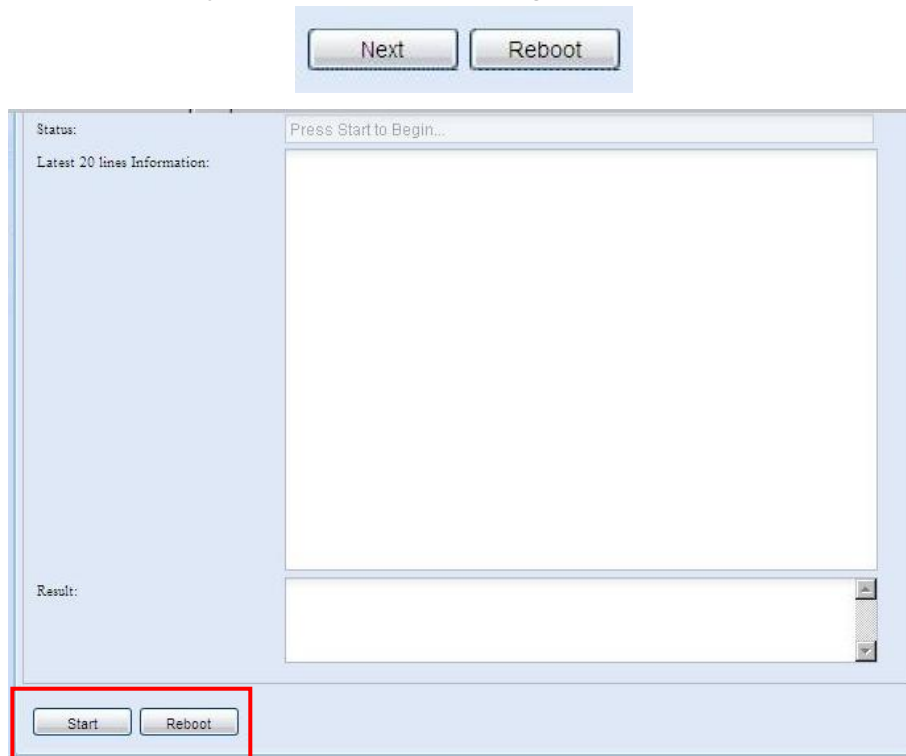 Next Reboot
Status: Press Start to Begin...
Latest 20 lines Information:
Result:
Start Reboot